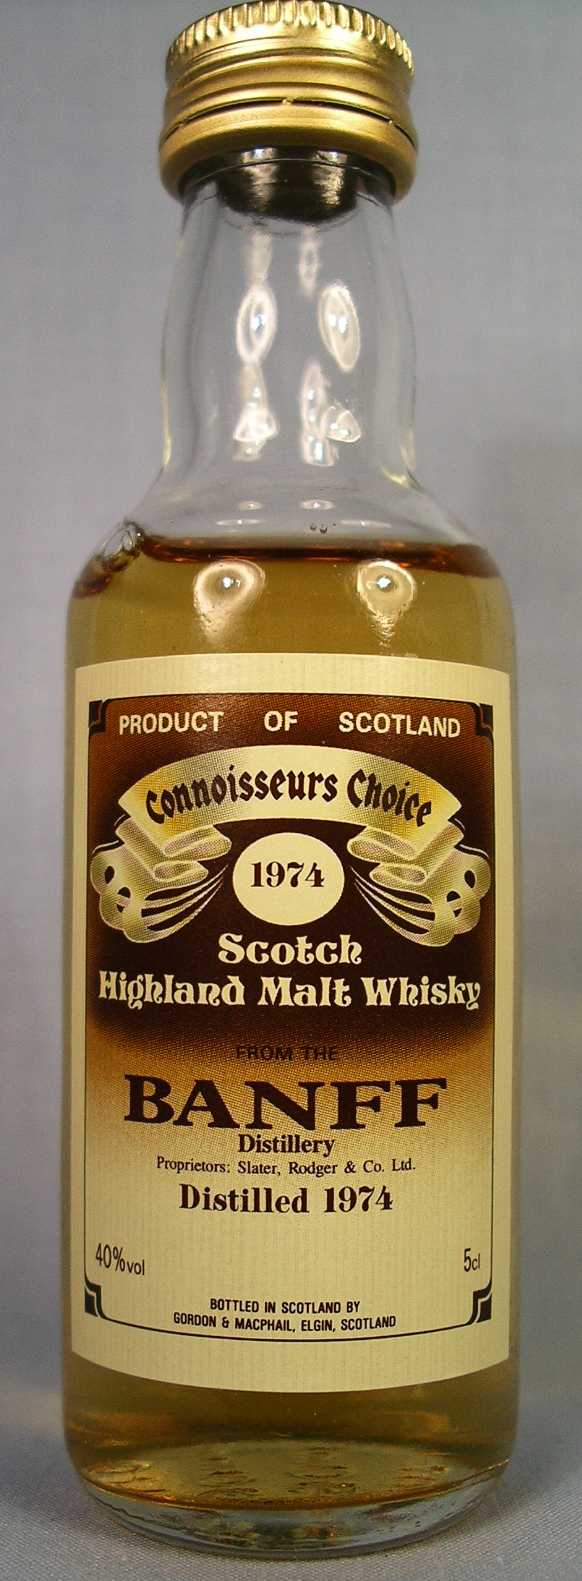 PRODUCT OF SCOTLAND
Connoisseurs Choice
1974
Scotch
Highland Malt Whisky
FROM THE
BANFF
Distillery
Proprietors: Slater, Rodger & Co. Ltd.
Distilled 1974
40%vol 5cl
BOTTLED IN SCOTLAND BY
GORDON & MACPHAIL, ELGIN, SCOTLAND